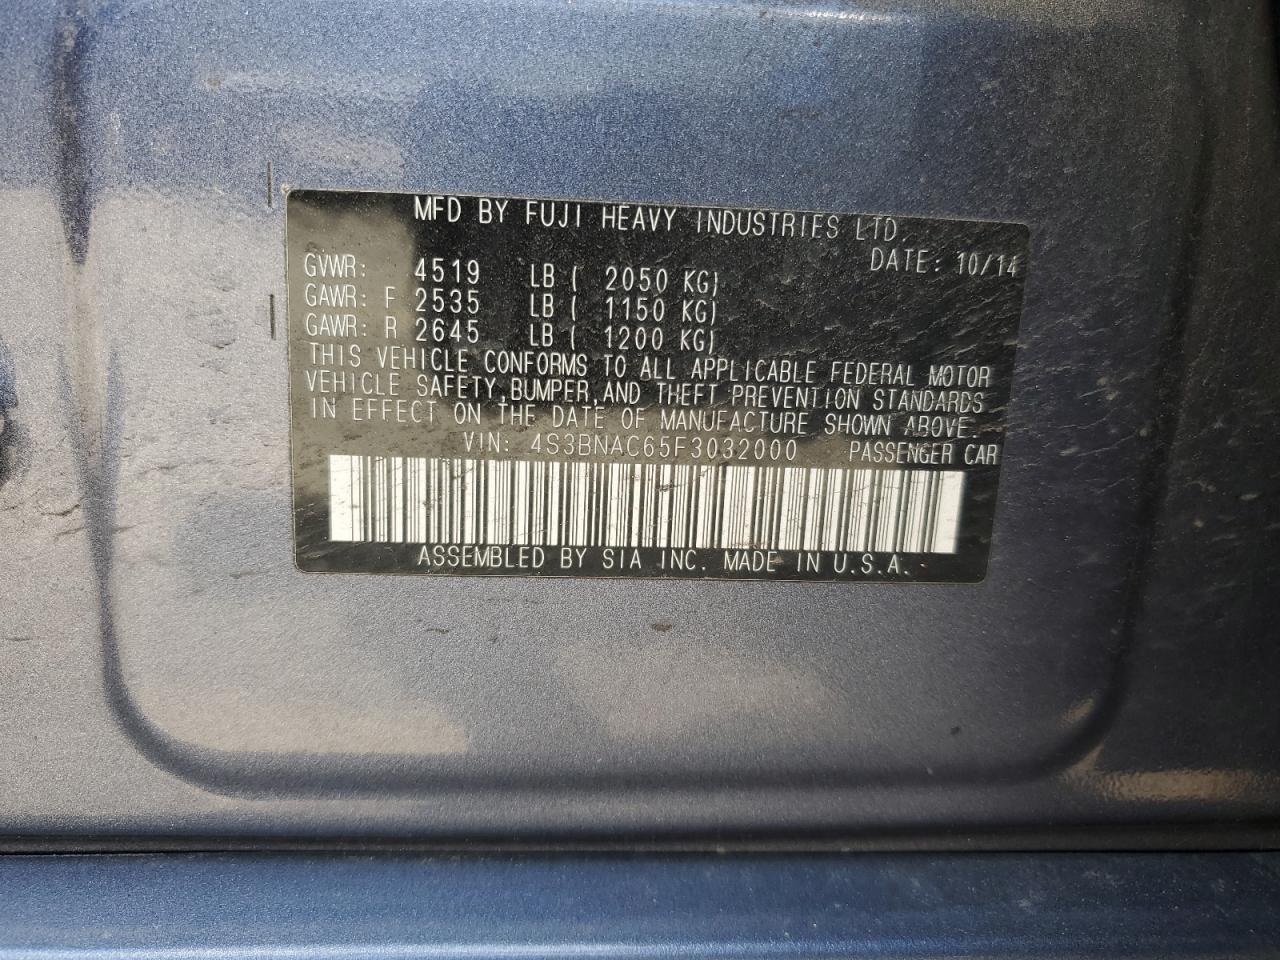 MFD BY FUJI HEAVY INDUSTRIES LTD
DATE: 10/14
GVWR: 4519 LB ( 2050 KG)
GAWR: F 2535 LB ( 1150 KG)
GAWR: R 2645 LB ( 1200 KG)
THIS VEHICLE CONFORMS TO ALL APPLICABLE FEDERAL MOTOR
VEHICLE SAFETY, BUMPER, AND THEFT PREVENTION STANDARDS
IN EFFECT ON THE DATE OF MANUFACTURE SHOWN ABOVE.
VIN: 4S3BNAC65F3032000 PASSENGER CAR
ASSEMBLED BY SIA INC. MADE IN U.S.A.